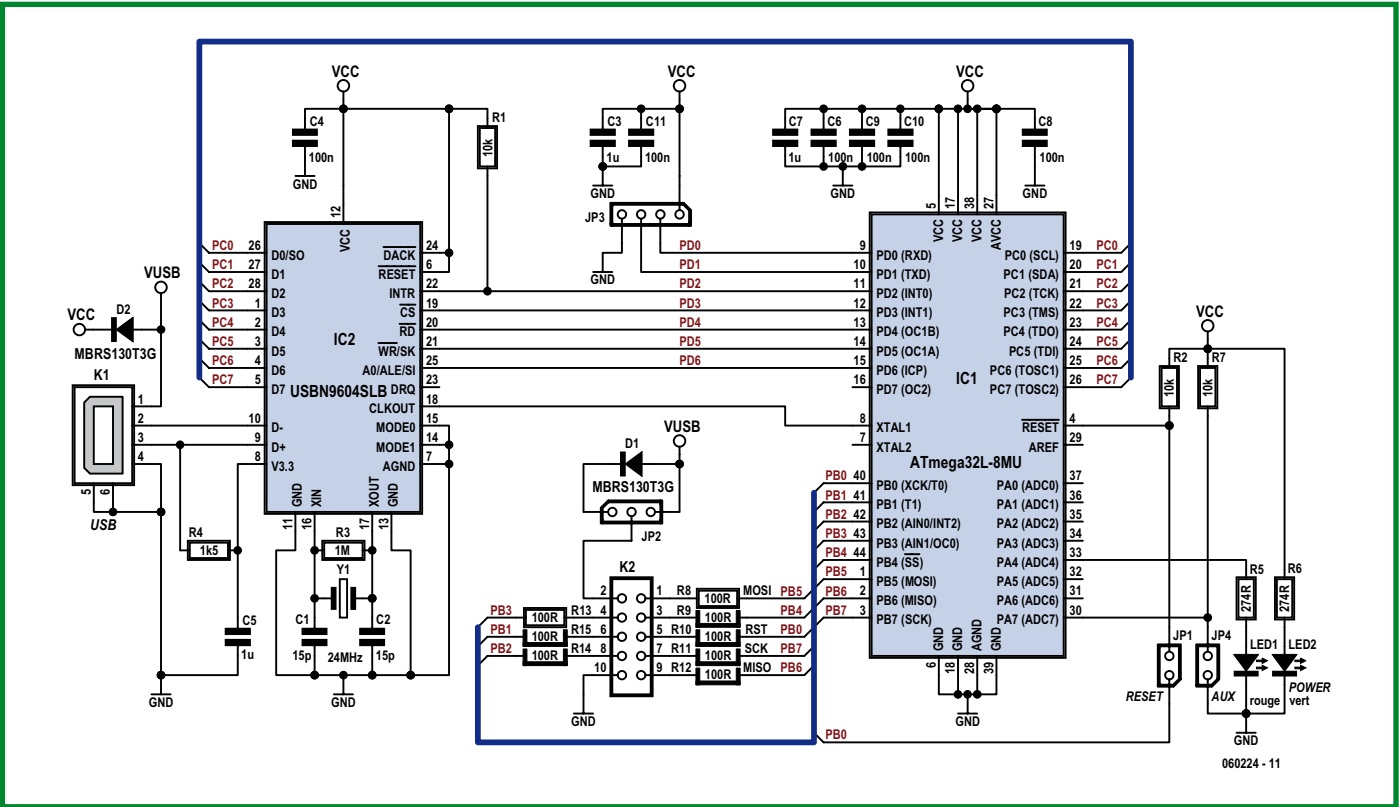 VCC
C4
100n
GND
R1
10k
VCC
C3
1u
C11
100n
GND
JP3
GND
VCC
C7
1u
C6
100n
C9
100n
C10
100n
GND
C8
100n
GND
12
VCC
PC0 26 D0/SO
PC1 27 D1
PC2 28 D2
PC3 1 D3
PC4 2 D4
PC5 3 D5
PC6 4 D6
PC7 5 D7
10 D-
9 D+
8 V3.3
IC2
USBN9604SLB
DACK 24
RESET 6
INTR 22
CS 19
RD 20
WR/SK 21
A0/ALE/SI 25
DRQ 23
CLKOUT 18
MODE0 15
MODE1 14
AGND 7
GND XIN XOUT GND
11 16 17 13
VUSB
VCC
D2
MBRS130T3G
K1
1
2
3
4
5 6
USB
R4
1k5
C5
1u
GND
R3
1M
Y1
C1
15p
24MHz
C2
15p
GND
PD0
PD1
PD2
PD3
PD4
PD5
PD6
5 17 38 27
VCC VCC VCC AVCC
9 PD0 (RXD)
10 PD1 (TXD)
11 PD2 (INT0)
12 PD3 (INT1)
13 PD4 (OC1B)
14 PD5 (OC1A)
15 PD6 (ICP)
16 PD7 (OC2)
8 XTAL1
7 XTAL2
IC1
ATmega32L-8MU
PB0 40 PB0 (XCK/T0)
PB1 41 PB1 (T1)
PB2 42 PB2 (AIN0/INT2)
PB3 43 PB3 (AIN1/OC0)
PB4 44 PB4 (SS)
PB5 1 PB5 (MOSI)
PB6 2 PB6 (MISO)
PB7 3 PB7 (SCK)
PC0 (SCL) 19 PC0
PC1 (SDA) 20 PC1
PC2 (TCK) 21 PC2
PC3 (TMS) 22 PC3
PC4 (TDO) 23 PC4
PC5 (TDI) 24 PC5
PC6 (TOSC1) 25 PC6
PC7 (TOSC2) 26 PC7
RESET 4
AREF 29
PA0 (ADC0) 37
PA1 (ADC1) 36
PA2 (ADC2) 35
PA3 (ADC3) 34
PA4 (ADC4) 33
PA5 (ADC5) 32
PA6 (ADC6) 31
PA7 (ADC7) 30
GND GND AGND GND
6 18 28 39
GND
VUSB
D1
MBRS130T3G
JP2
K2
2 1
4 3
6 5
8 7
10 9
PB3 100R R13
PB1 100R R15
PB2 100R R14
R8 100R MOSI PB5
R9 100R PB4
R10 100R RST PB0
R11 100R SCK PB7
R12 100R MISO PB6
GND
PB0
VCC
R2
10k
R7
10k
R5
274R
R6
274R
JP1
RESET
JP4
AUX
LED1
rouge
LED2
POWER
vert
GND
060224 - 11